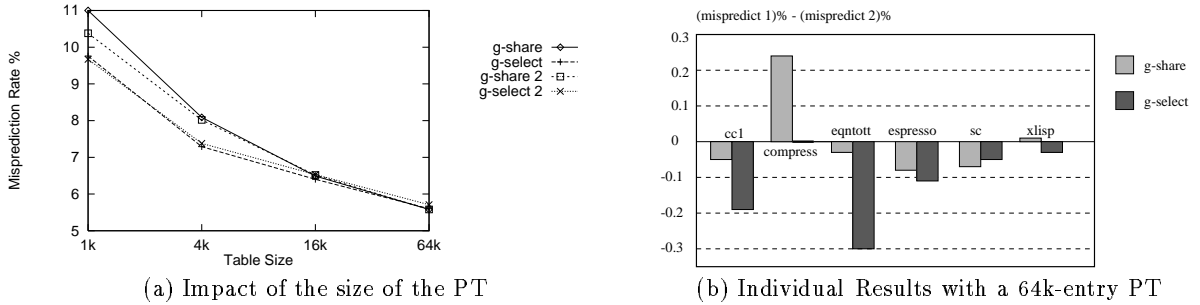 11
10
9
8
7
6
5
Misprediction Rate %
1k
4k
16k
64k
Table Size
g-share
g-select
g-share 2
g-select 2
(a) Impact of the size of the PT
(mispredict 1)% - (mispredict 2)%
0.3
0.2
0.1
0
-0.1
-0.2
-0.3
cc1
compress
eqntott
espresso
sc
xlisp
g-share
g-select
(b) Individual Results with a 64k-entry PT